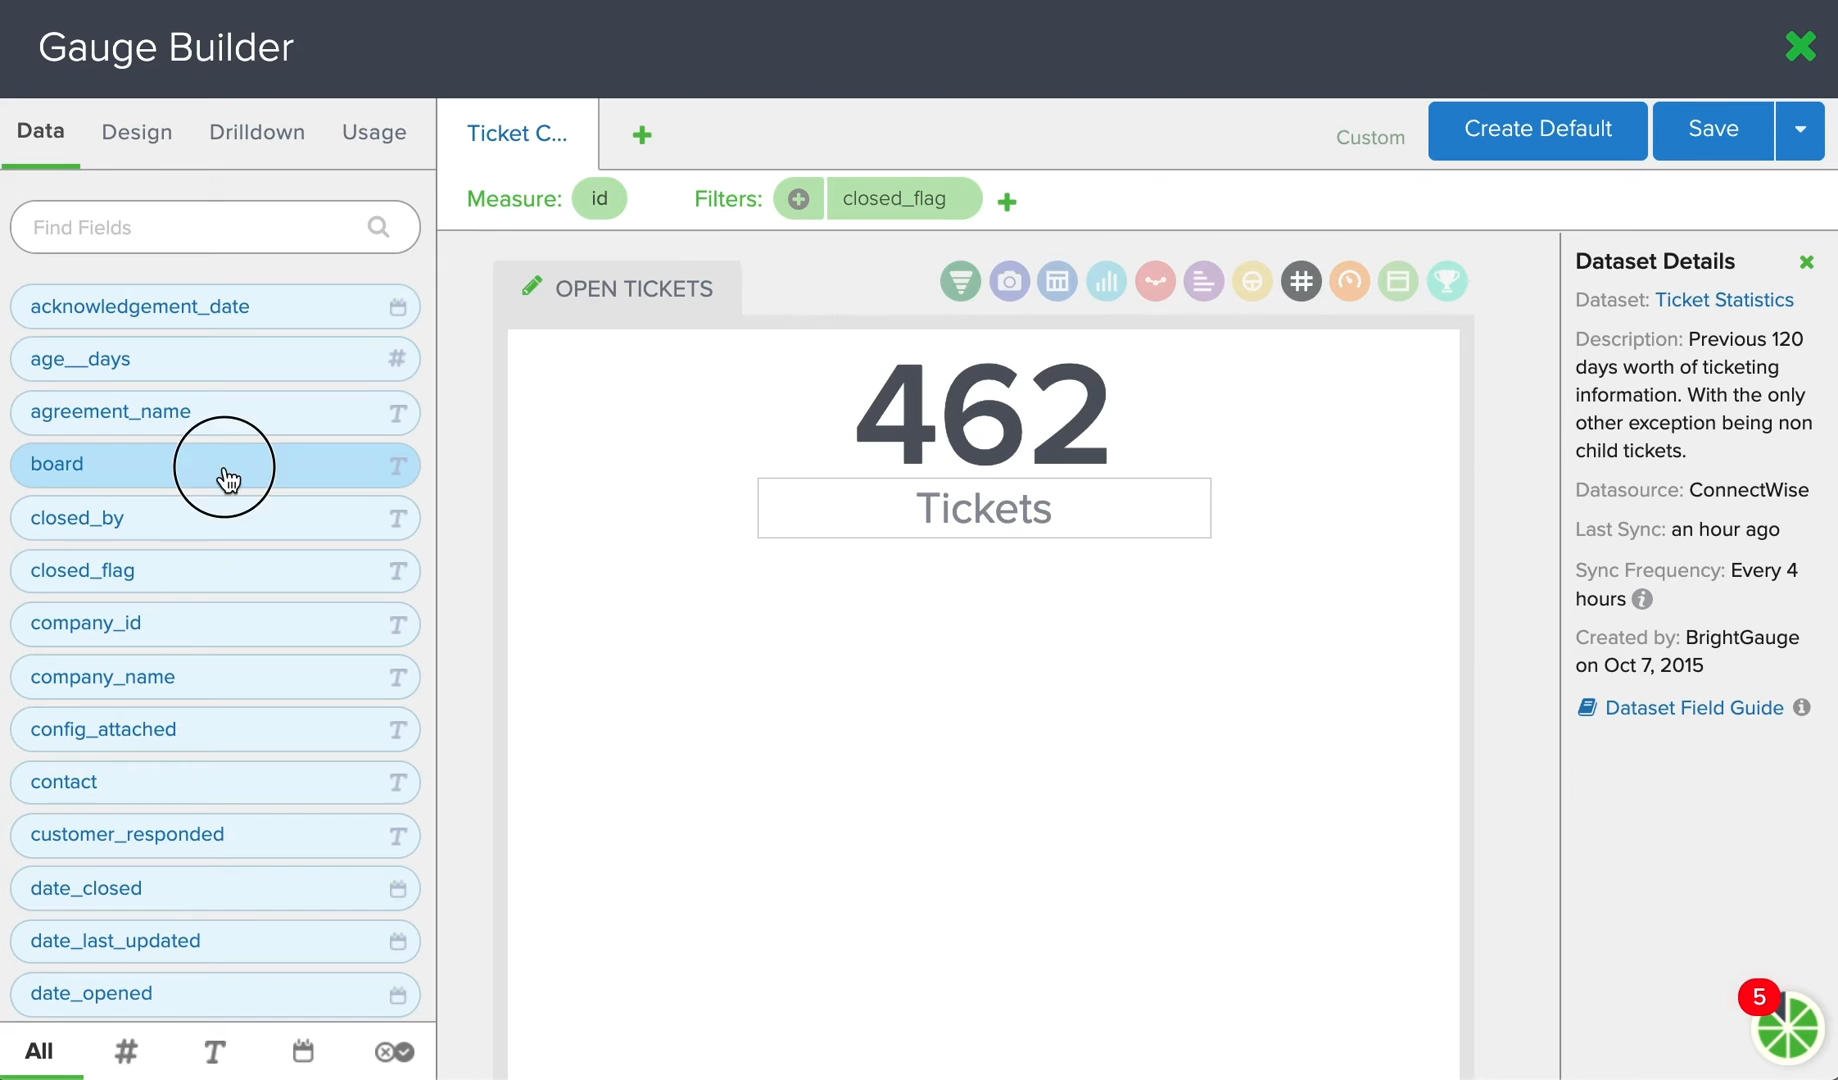 Gauge Builder
Data Design Drilldown Usage
Ticket C...
Custom
Create Default
Save
Find Fields
Measure: id Filters: closed_flag
acknowledgement_date
age__days
agreement_name
board
closed_by
closed_flag
company_id
company_name
config_attached
contact
customer_responded
date_closed
date_last_updated
date_opened
All # T
OPEN TICKETS
462
Tickets
Dataset Details
Dataset: Ticket Statistics
Description: Previous 120
days worth of ticketing
information. With the only
other exception being non
child tickets.
Datasource: ConnectWise
Last Sync: an hour ago
Sync Frequency: Every 4
hours
Created by: BrightGauge
on Oct 7, 2015
Dataset Field Guide
5